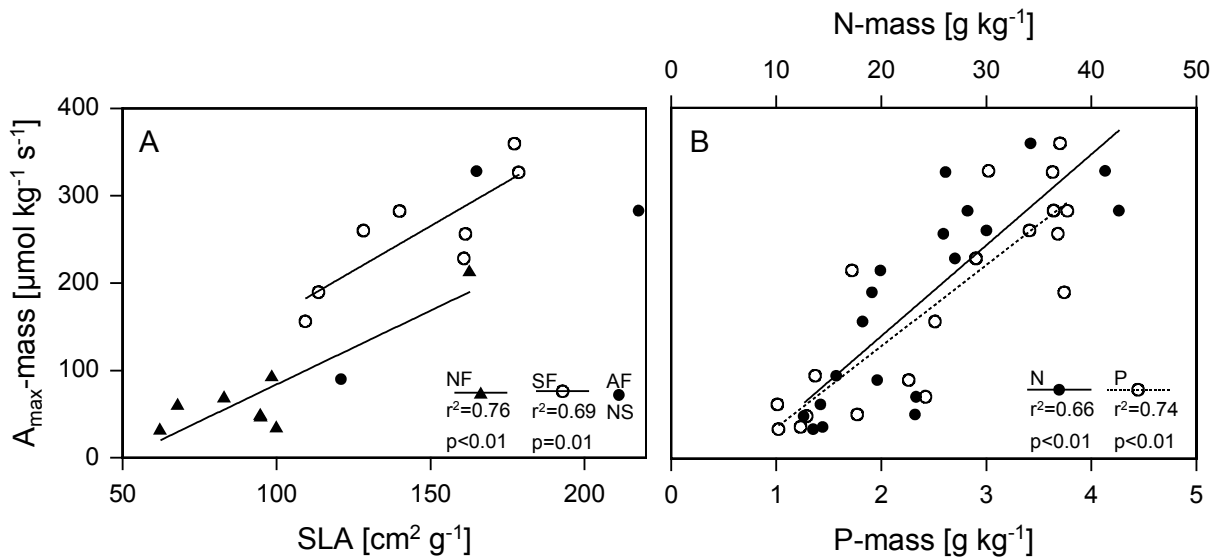 N-mass [g kg⁻¹]
0 10 20 30 40 50
A_max-mass [µmol kg⁻¹ s⁻¹]
400
300
200
100
0
A
NF SF AF
NS
r²=0.76 r²=0.69
p<0.01 p=0.01
50 100 150 200
SLA [cm² g⁻¹]
B
N P
r²=0.66 r²=0.74
p<0.01 p<0.01
0 1 2 3 4 5
P-mass [g kg⁻¹]